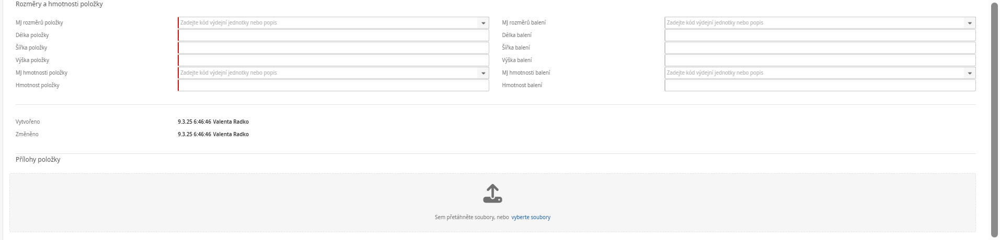 Rozměry a hmotnosti položky
MJ rozměrů položky Zadejte kód výdejní jednotky nebo popis MJ rozměrů balení Zadejte kód výdejní jednotky nebo popis
Délka položky Délka balení
Šířka položky Šířka balení
Výška položky Výška balení
MJ hmotnosti položky Zadejte kód výdejní jednotky nebo popis MJ hmotnosti balení Zadejte kód výdejní jednotky nebo popis
Hmotnost položky Hmotnost balení
Vytvořeno 9.3.25 6:46:46 Valenta Radko
Změněno 9.3.25 6:46:46 Valenta Radko
Přílohy položky
Sem přetáhněte soubory, nebo vyberte soubory